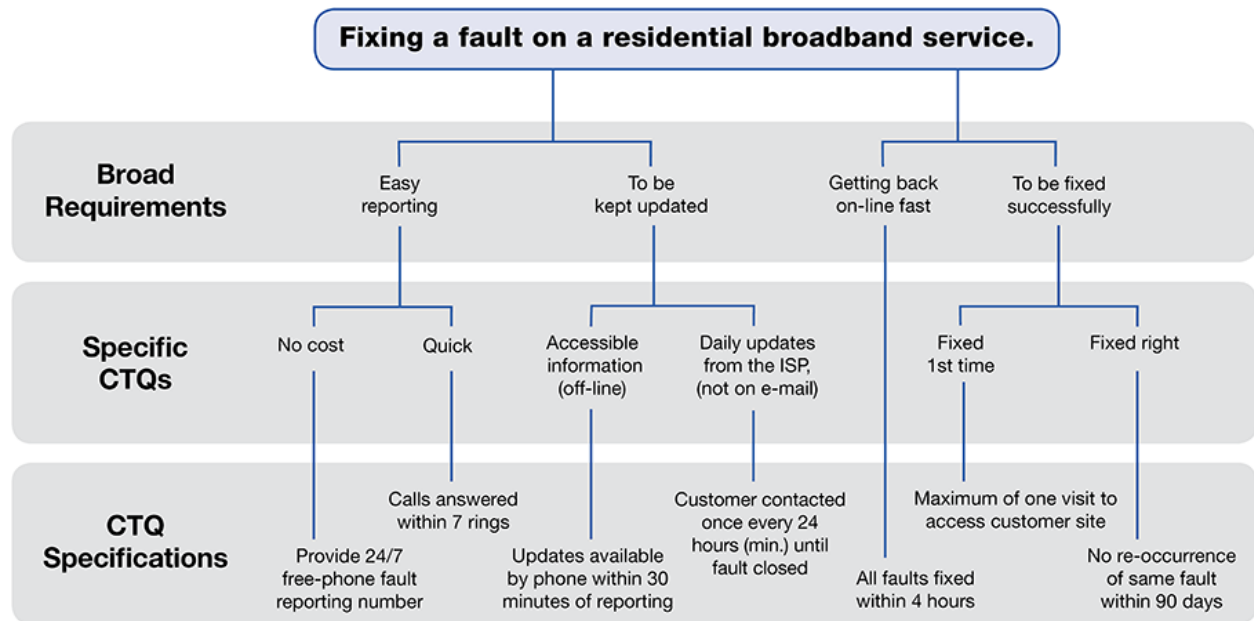 Fixing a fault on a residential broadband service.
Broad
Requirements
Easy
reporting
To be
kept updated
Getting back
on-line fast
To be fixed
successfully
Specific
CTQs
No cost
Quick
Accessible
information
(off-line)
Daily updates
from the ISP,
(not on e-mail)
Fixed
1st time
Fixed right
CTQ
Specifications
Provide 24/7
free-phone fault
reporting number
Calls answered
within 7 rings
Updates available
by phone within 30
minutes of reporting
Customer contacted
once every 24
hours (min.) until
fault closed
All faults fixed
within 4 hours
Maximum of one visit to
access customer site
No re-occurrence
of same fault
within 90 days